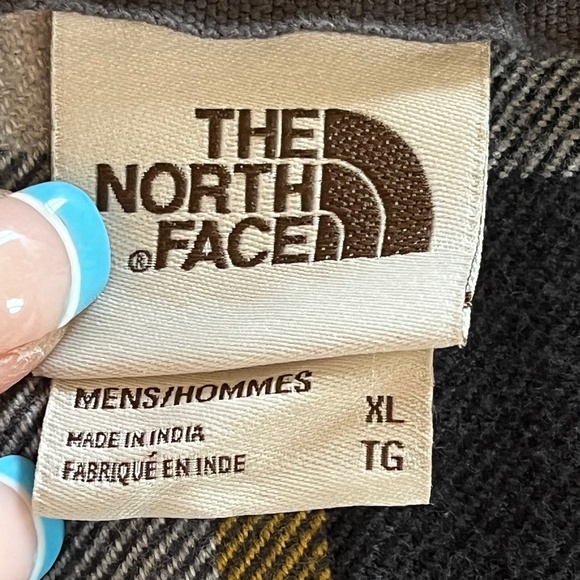 THE
NORTH
®FACE
MENS/HOMMES
XL
MADE IN INDIA
TG
FABRIQUÉ EN INDE